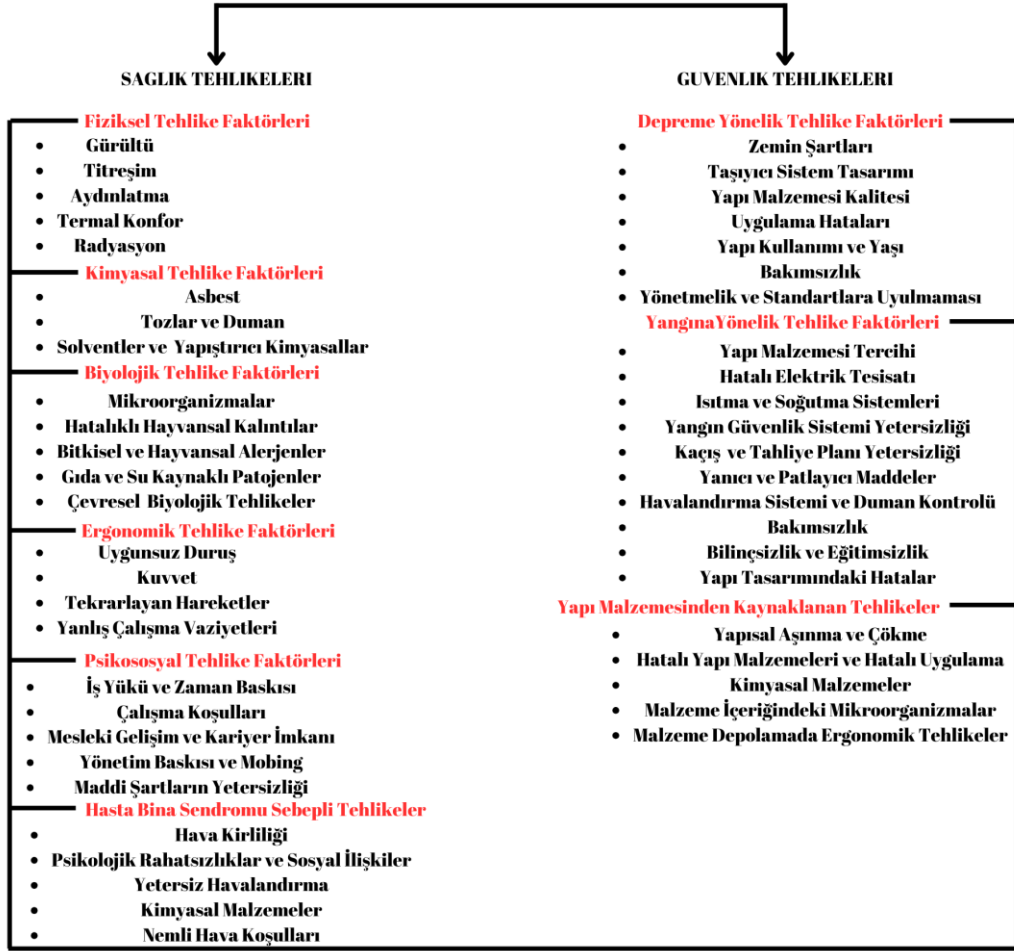 SAGLIK TEHLIKELERI
Fiziksel Tehlike Faktörleri
Gürültü
Titreşim
Aydınlatma
Termal Konfor
Radyasyon
Kimyasal Tehlike Faktörleri
Asbest
Tozlar ve Duman
Solventler ve Yapıştırıcı Kimyasallar
Biyolojik Tehlike Faktörleri
Mikroorganizmalar
Hatalıklı Hayvansal Kalıntılar
Bitkisel ve Hayvansal Alerjenler
Gıda ve Su Kaynaklı Patojenler
Çevresel Biyolojik Tehlikeler
Ergonomik Tehlike Faktörleri
Uygunsuz Duruş
Kuvvet
Tekrarlayan Hareketler
Yanlış Çalışma Vaziyetleri
Psikososyal Tehlike Faktörleri
İş Yükü ve Zaman Baskısı
Çalışma Koşulları
Mesleki Gelişim ve Kariyer İmkanı
Yönetim Baskısı ve Mobing
Maddi Şartların Yetersizliği
Hasta Bina Sendromu Sebepli Tehlikeler
Hava Kirliliği
Psikolojik Rahatsızlıklar ve Sosyal İlişkiler
Yetersiz Havalandırma
Kimyasal Malzemeler
Nemli Hava Koşulları
GUVENLIK TEHLIKELERI
Depreme Yönelik Tehlike Faktörleri
Zemin Şartları
Taşıyıcı Sistem Tasarımı
Yapı Malzemesi Kalitesi
Uygulama Hataları
Yapı Kullanımı ve Yaşı
Bakımsızlık
Yönetmelik ve Standartlara Uyulmaması
YangınaYönelik Tehlike Faktörleri
Yapı Malzemesi Tercihi
Hatalı Elektrik Tesisatı
Isıtma ve Soğutma Sistemleri
Yangın Güvenlik Sistemi Yetersizliği
Kaçış ve Tahliye Planı Yetersizliği
Yanıcı ve Patlayıcı Maddeler
Havalandırma Sistemi ve Duman Kontrolü
Bakımsızlık
Bilinçsizlik ve Eğitimsizlik
Yapı Tasarımındaki Hatalar
Yapı Malzemesinden Kaynaklanan Tehlikeler
Yapısal Aşınma ve Çökme
Hatalı Yapı Malzemeleri ve Hatalı Uygulama
Kimyasal Malzemeler
Malzeme İçeriğindeki Mikroorganizmalar
Malzeme Depolamada Ergonomik Tehlikeler